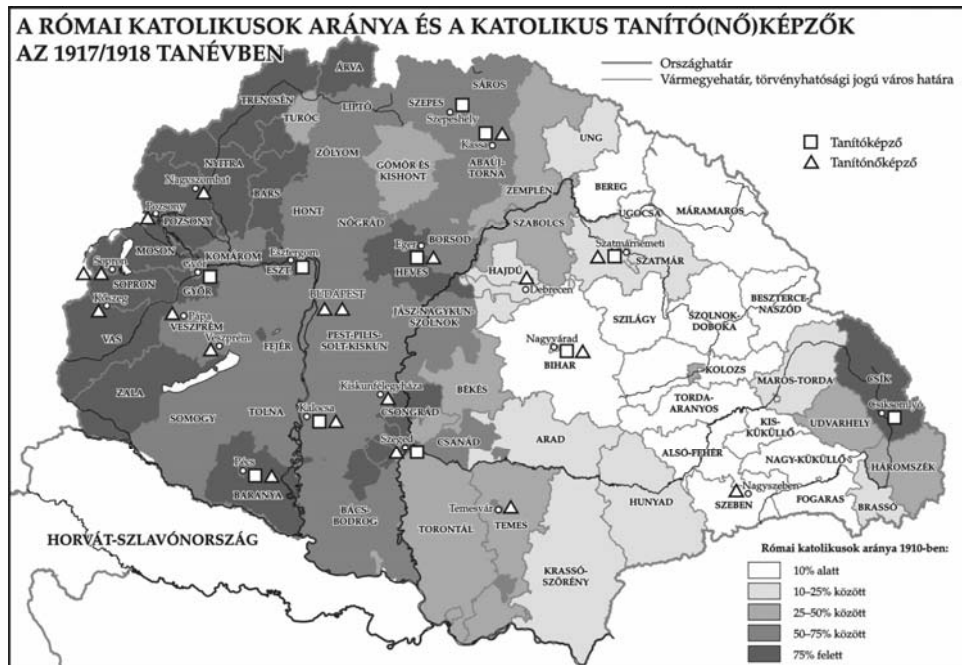 A RÓMAI KATOLIKUSOK ARÁNYA ÉS A KATOLIKUS TANÍTÓ(NŐ)KÉPZŐK
AZ 1917/1918 TANÉVBEN
Országhatár
Vármegyehatár, törvényhatósági jogú város határa
Tanítóképző
Tanítónőképző
ÁRVA
TRENCSÉN
LIPTÓ
TURÓC
SZEPES
Szepeshely
SÁROS
ZÓLYOM
NYITRA
Nagyszombat
BARS
GÖMÖR ÉS
KISHONT
Kassa
ABAÚJ-
TORNA
ZEMPLÉN
UNG
BEREG
UGOCSA
MÁRAMAROS
HONT
NÓGRÁD
Pozsony
POZSONY
MOSON
Sopron
SOPRON
KOMÁROM
Győr
GYŐR
Esztergom
ESZT.
Eger
HEVES
BORSOD
SZABOLCS
HAJDÚ
Debrecen
Szatmárnémeti
SZATMÁR
Kőszeg
VAS
Pápa
VESZPRÉM
Veszprém
FEJÉR
BUDAPEST
PEST-PILIS-
SOLT-KISKUN
JÁSZ-NAGYKUN-
SZOLNOK
Nagyvárad
BIHAR
SZILÁGY
SZOLNOK-
DOBOKA
BESZTERCE-
NASZÓD
KOLOZS
ZALA
SOMOGY
TOLNA
Kalocsa
Kiskunfélegyháza
CSONGRÁD
BÉKÉS
CSANÁD
Szeged
ARAD
TORDA-
ARANYOS
MAROS-TORDA
CSÍK
Csíksomlyó
UDVARHELY
KIS-
KÜKÜLLŐ
ALSÓ-FEHÉR
NAGY-KÜKÜLLŐ
HÁROMSZÉK
Pécs
BARANYA
BÁCS-
BODROG
TORONTÁL
Temesvár
TEMES
HUNYAD
Nagyszeben
SZEBEN
FOGARAS
BRASSÓ
KRASSÓ-
SZÖRÉNY
HORVÁT-SZLAVÓNORSZÁG
Római katolikusok aránya 1910-ben:
10% alatt
10–25% között
25–50% között
50–75% között
75% felett